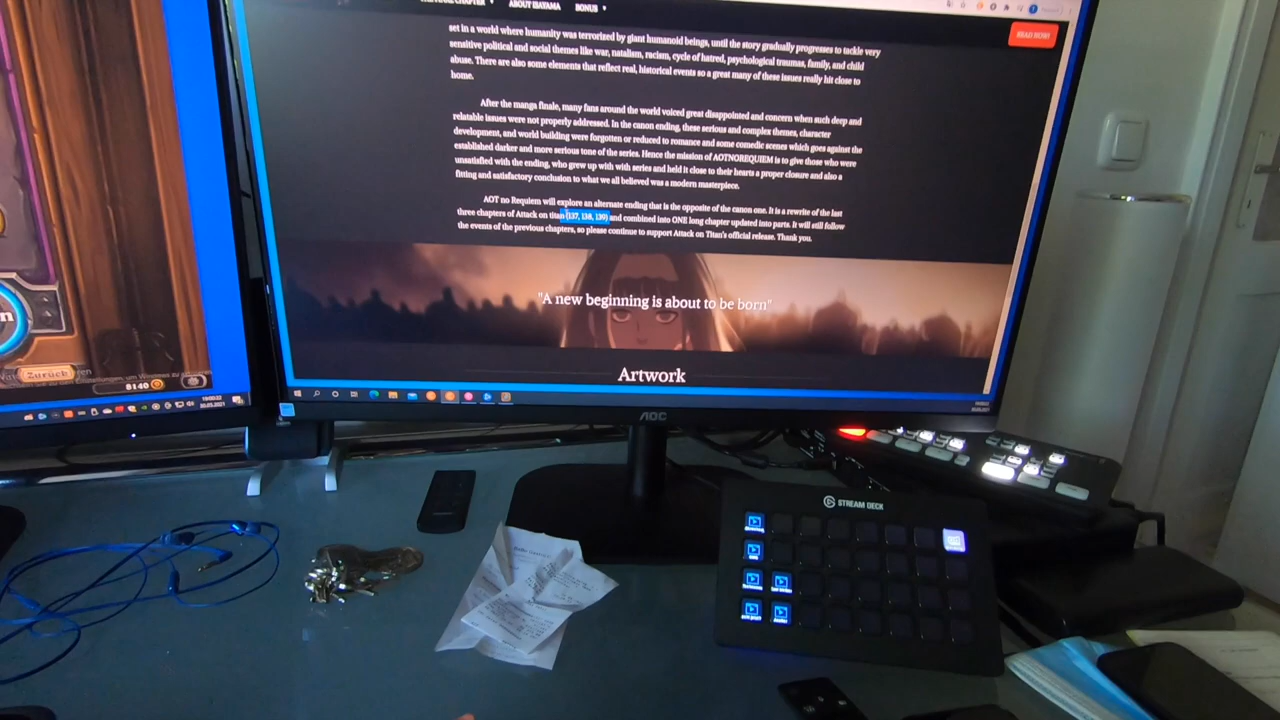 ABOUT ISAYAMA
BONUS
READ NOW!
set in a world where humanity was terrorized by giant humanoid beings, until the story gradually progresses to tackle very
sensitive political and social themes like war, natalism, racism, cycle of hatred, psychological traumas, family, and child
abuse. There are also some elements that reflect real, historical events so a great many of these issues really hit close to
home.
After the manga finale, many fans around the world voiced great disappointed and concern when such deep and
relatable issues were not properly addressed. In the canon ending, these serious and complex themes, character
development, and world building were forgotten or reduced to romance and some comedic scenes which goes against the
established darker and more serious tone of the series. Hence the mission of AOTNOREQUIEM is to give those who were
unsatisfied with the ending, who grew up with with series and held it close to their hearts a proper closure and also a
fitting and satisfactory conclusion to what we all believed was a modern masterpiece.
AOT no Requiem will explore an alternate ending that is the opposite of the canon one. It is a rewrite of the last
three chapters of Attack on titan (137, 138, 139) and combined into ONE long chapter updated into parts. It will still follow
the events of the previous chapters, so please continue to support Attack on Titan's official release. Thank you.
"A new beginning is about to be born"
Artwork
Zurück
8140
AOC
STREAM DECK